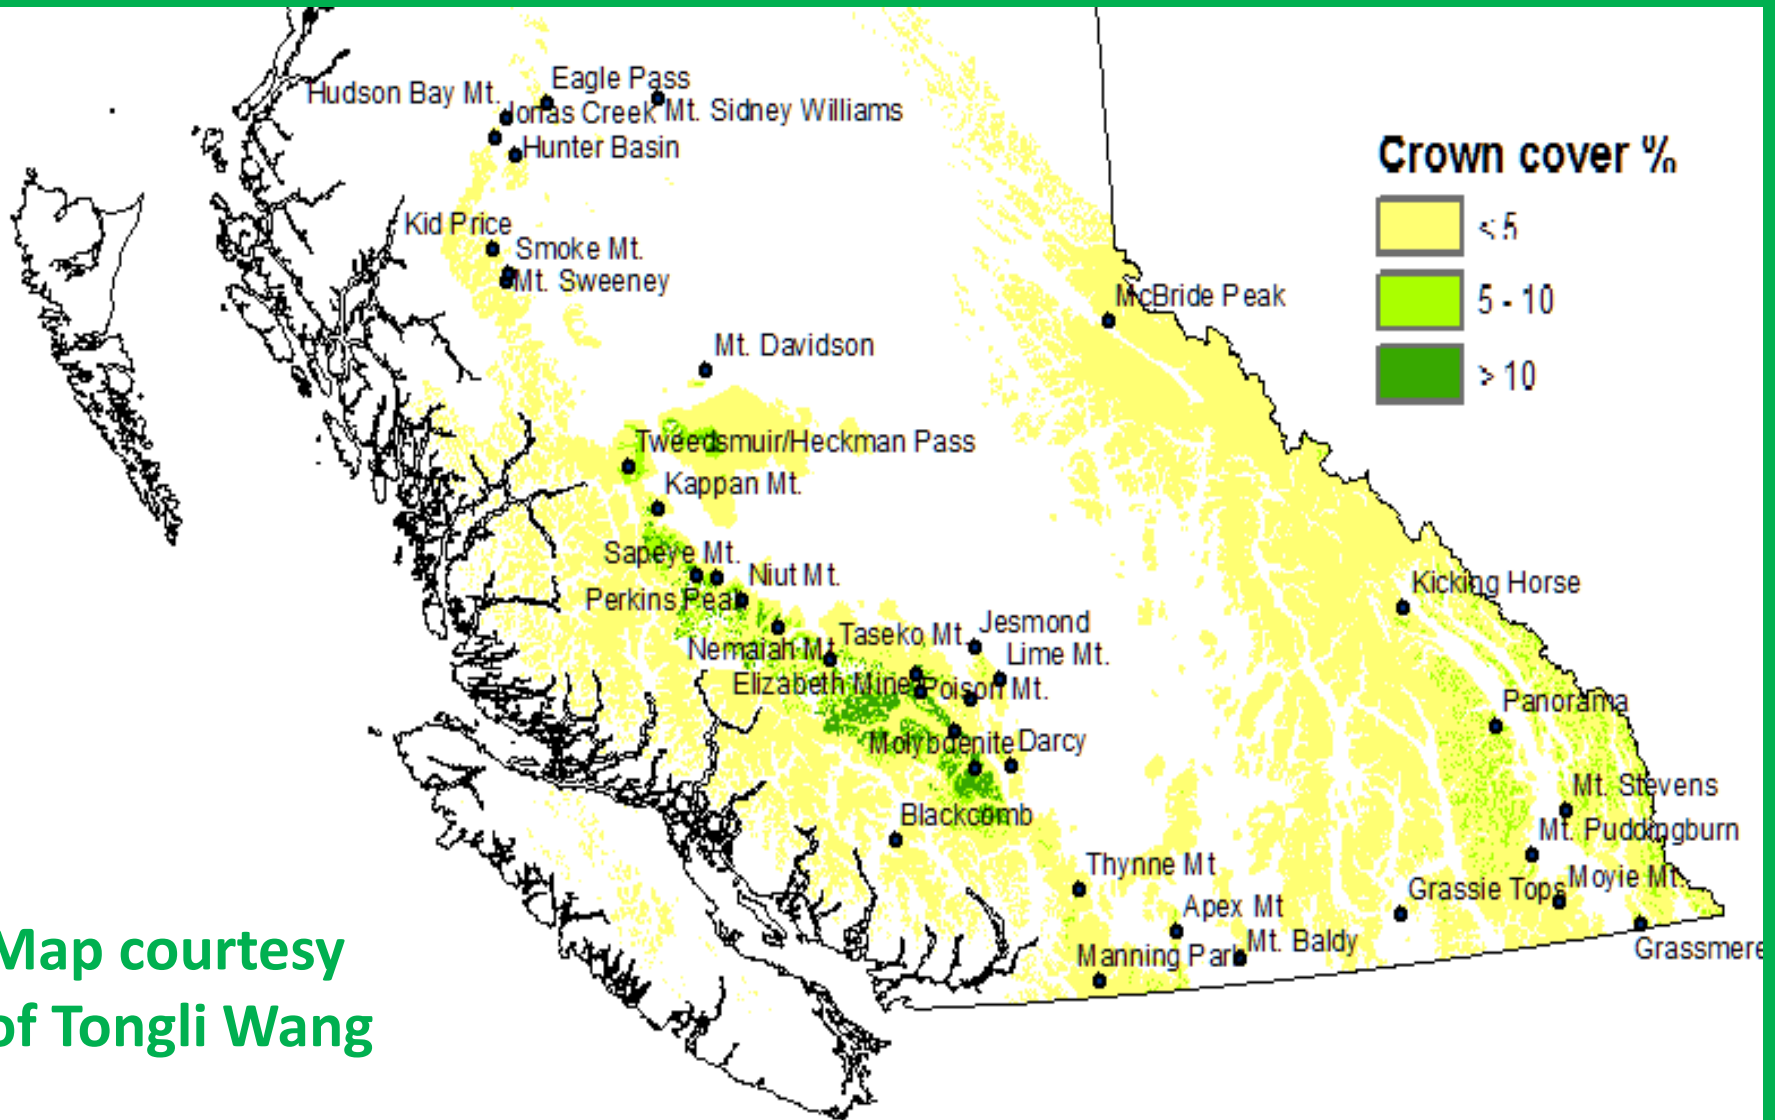 Eagle Pass
Hudson Bay Mt.
Jonas Creek
Mt. Sidney Williams
Hunter Basin
Crown cover %
< 5
Kid Price
Smoke Mt.
Mt. Sweeney
McBride Peak
5 - 10
Mt. Davidson
> 10
Tweedsmuir/Heckman Pass
Kappan Mt.
Sapeye Mt.
Niut Mt.
Kicking Horse
Perkins Peak
Jesmond
Taseko Mt.
Nemaiah Mt.
Lime Mt.
Elizabeth Mine
Poison Mt.
Panorama
Molybdenite
Darcy
Mt. Stevens
Blackcomb
Mt. Puddingburn
Thynne Mt
Moyie Mt.
Grassie Tops
Apex Mt
Mt. Baldy
Manning Park
Grassmere
Map courtesy
of Tongli Wang